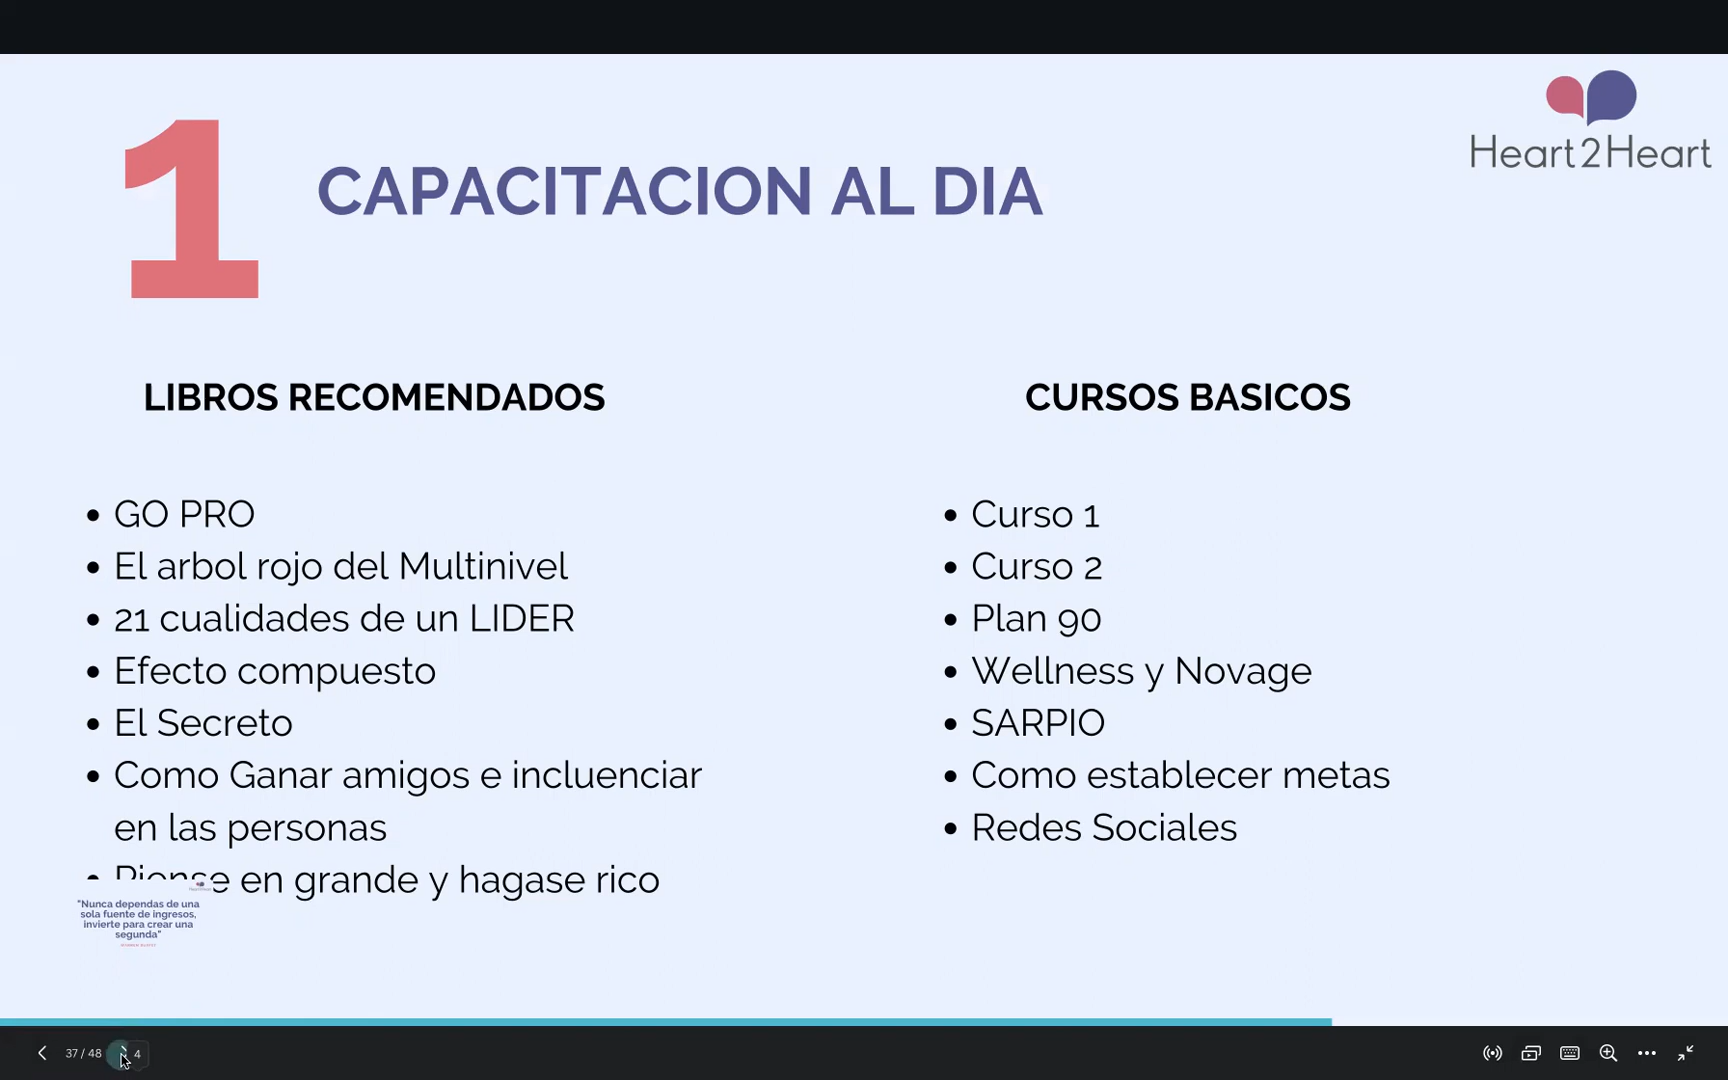 1
CAPACITACION AL DIA
Heart2Heart
LIBROS RECOMENDADOS
GO PRO
El arbol rojo del Multinivel
21 cualidades de un LIDER
Efecto compuesto
El Secreto
Como Ganar amigos e incluenciar
en las personas
Piense en grande y hagase rico
CURSOS BASICOS
Curso 1
Curso 2
Plan 90
Wellness y Novage
SARPIO
Como establecer metas
Redes Sociales
"Nunca dependas de una
sola fuente de ingresos,
invierte para crear una
segunda"
37 / 48
4